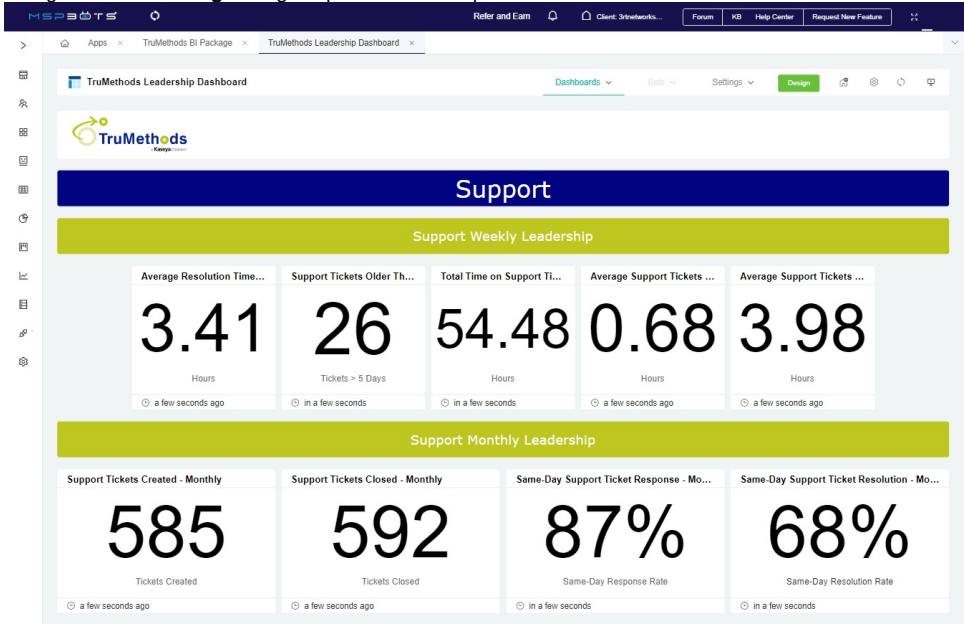 MSPBOTS
Refer and Earn
Client: 3rtnetworks...
Forum
KB
Help Center
Request New Feature
Apps
TruMethods BI Package
TruMethods Leadership Dashboard
TruMethods Leadership Dashboard
Dashboards
Bots
Settings
Design
TruMethods
a Kaseya COMPANY
Support
Support Weekly Leadership
Average Resolution Time...
Support Tickets Older Th...
Total Time on Support Ti...
Average Support Tickets ...
Average Support Tickets ...
3.41
26
54.48
0.68
3.98
Hours
Tickets > 5 Days
Hours
Hours
Hours
a few seconds ago
in a few seconds
in a few seconds
a few seconds ago
a few seconds ago
Support Monthly Leadership
Support Tickets Created - Monthly
Support Tickets Closed - Monthly
Same-Day Support Ticket Response - Mo...
Same-Day Support Ticket Resolution - Mo...
585
592
87%
68%
Tickets Created
Tickets Closed
Same-Day Response Rate
Same-Day Resolution Rate
a few seconds ago
a few seconds ago
in a few seconds
in a few seconds